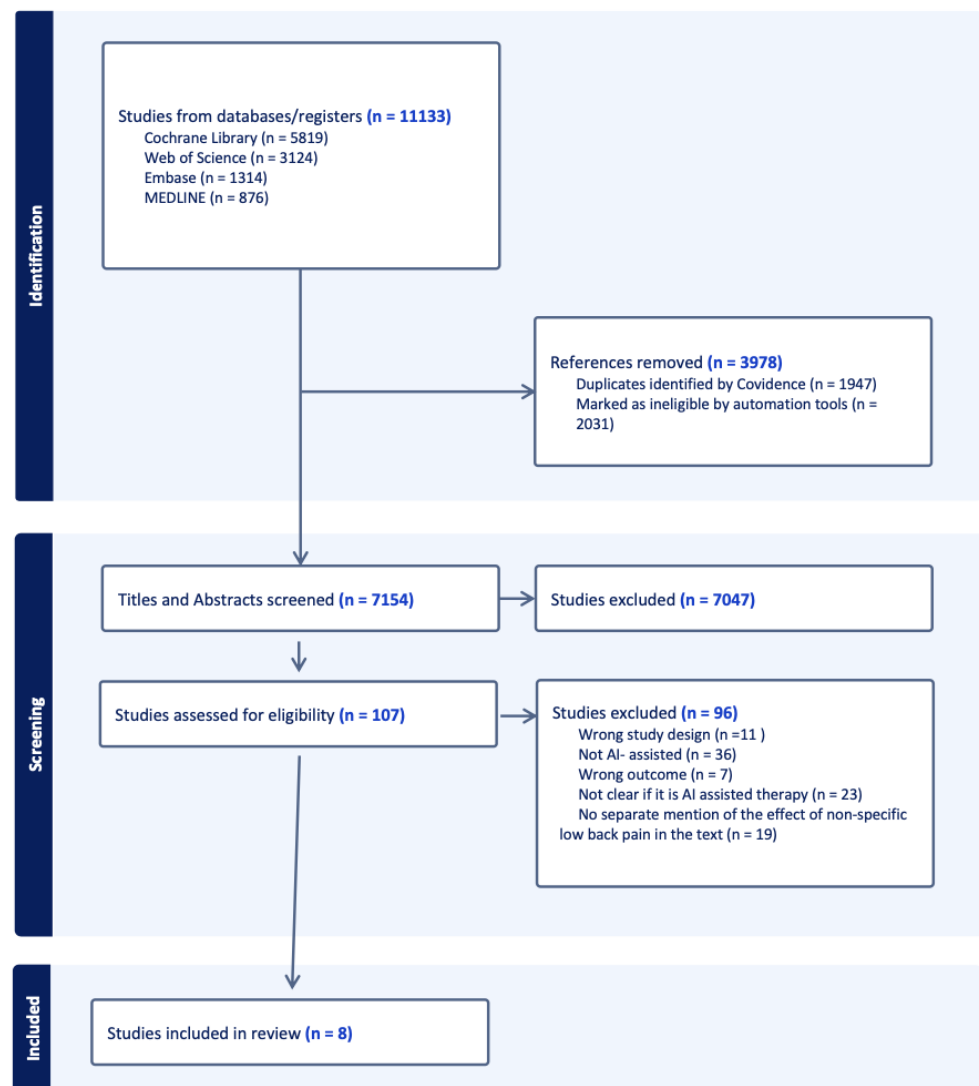 Identification
Studies from databases/registers (n = 11133)
Cochrane Library (n = 5819)
Web of Science (n = 3124)
Embase (n = 1314)
MEDLINE (n = 876)
References removed (n = 3978)
Duplicates identified by Covidence (n = 1947)
Marked as ineligible by automation tools (n =
2031)
Screening
Titles and Abstracts screened (n = 7154)
Studies excluded (n = 7047)
Studies assessed for eligibility (n = 107)
Studies excluded (n = 96)
Wrong study design (n =11 )
Not AI- assisted (n = 36)
Wrong outcome (n = 7)
Not clear if it is AI assisted therapy (n = 23)
No separate mention of the effect of non-specific
low back pain in the text (n = 19)
Included
Studies included in review (n = 8)